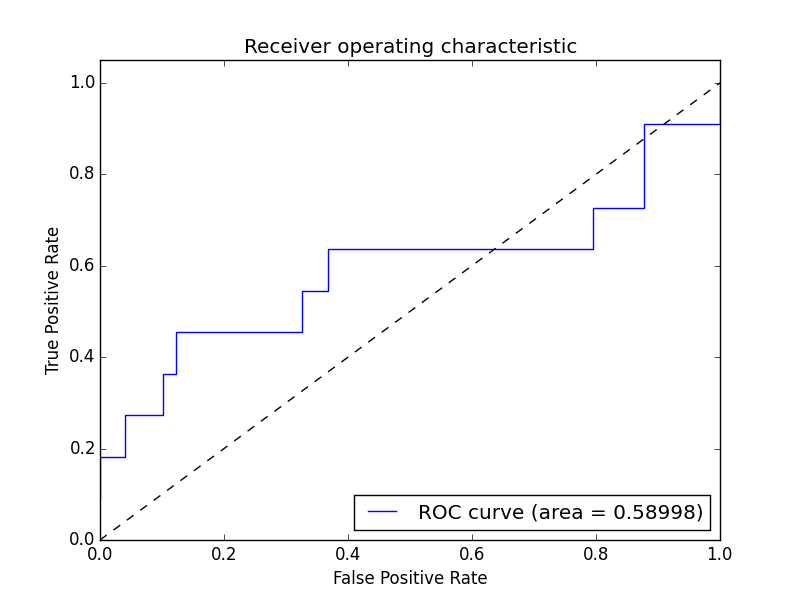 Receiver operating characteristic
1.0
0.8
0.6
0.4
0.2
0.0
True Positive Rate
ROC curve (area = 0.58998)
0.0 0.2 0.4 0.6 0.8 1.0
False Positive Rate